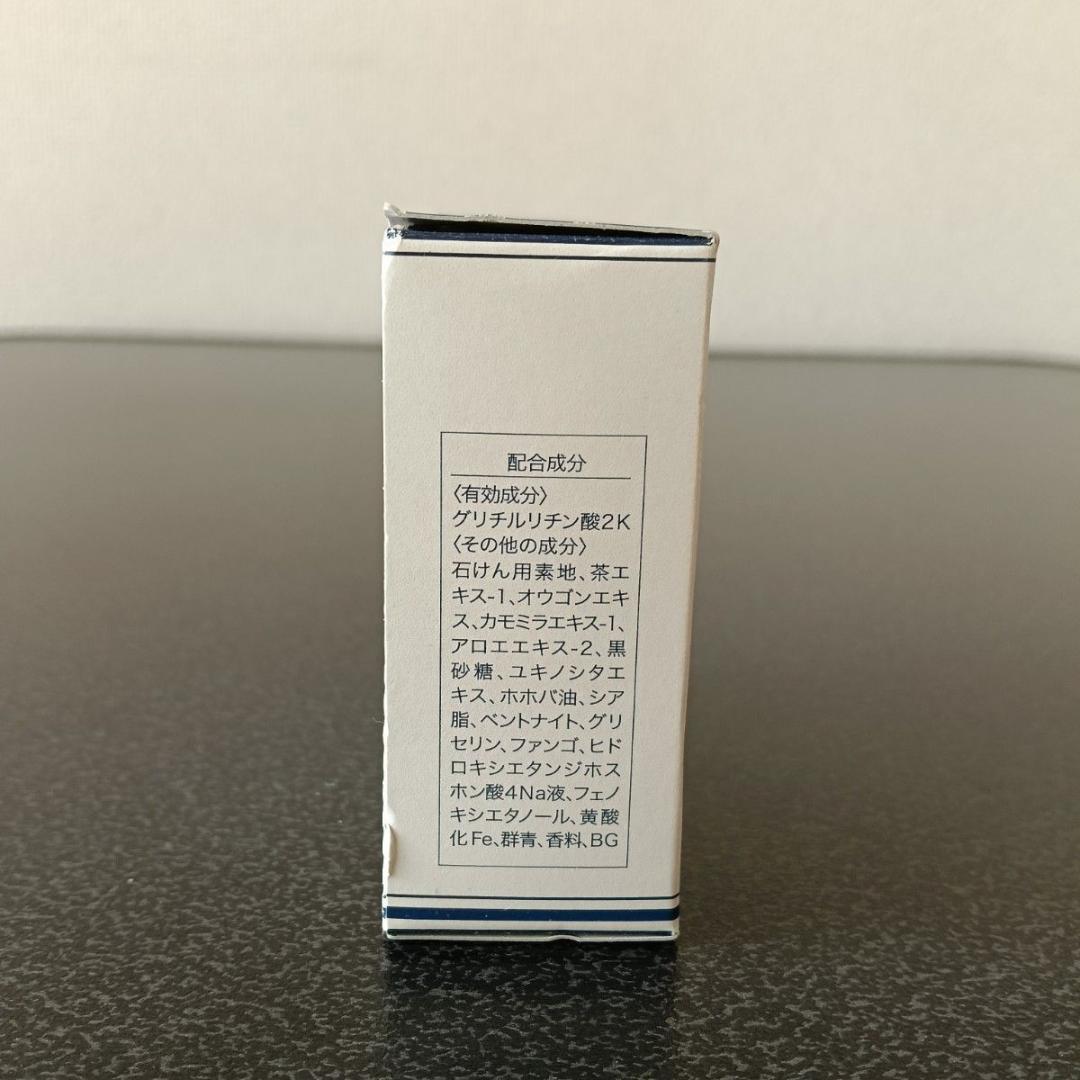 配合成分
〈有効成分〉
グリチルリチン酸2K
〈その他の成分〉
石けん用素地、茶エ
キス-1、オウゴンエキ
ス、カモミラエキス-1、
アロエエキス-2、黒
砂糖、ユキノシタエ
キス、ホホバ油、シア
脂、ベントナイト、グリ
セリン、ファンゴ、ヒド
ロキシエタンジホス
ホン酸4Na液、フェノ
キシエタノール、黄酸
化Fe、群青、香料、BG